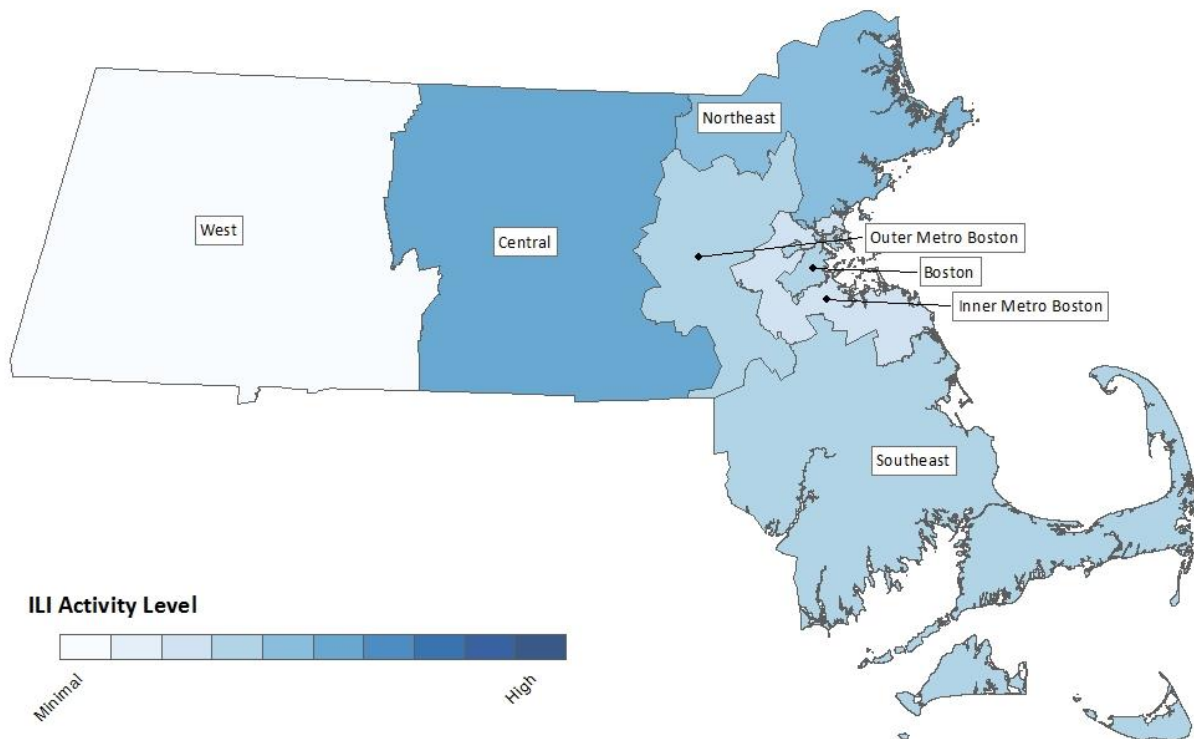 Northeast
West
Central
Outer Metro Boston
Boston
Inner Metro Boston
Southeast
ILI Activity Level
Minimal
High